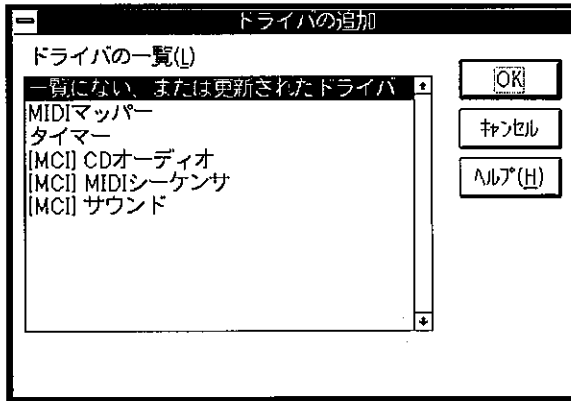 ドライバの追加
ドライバの一覧(L)
一覧にない、または更新されたドライバ
MIDIマッパー
タイマー
[MCI] CDオーディオ
[MCI] MIDIシーケンサ
[MCI] サウンド
OK
ｷｬﾝｾﾙ
ﾍﾙﾌﾟ(H)